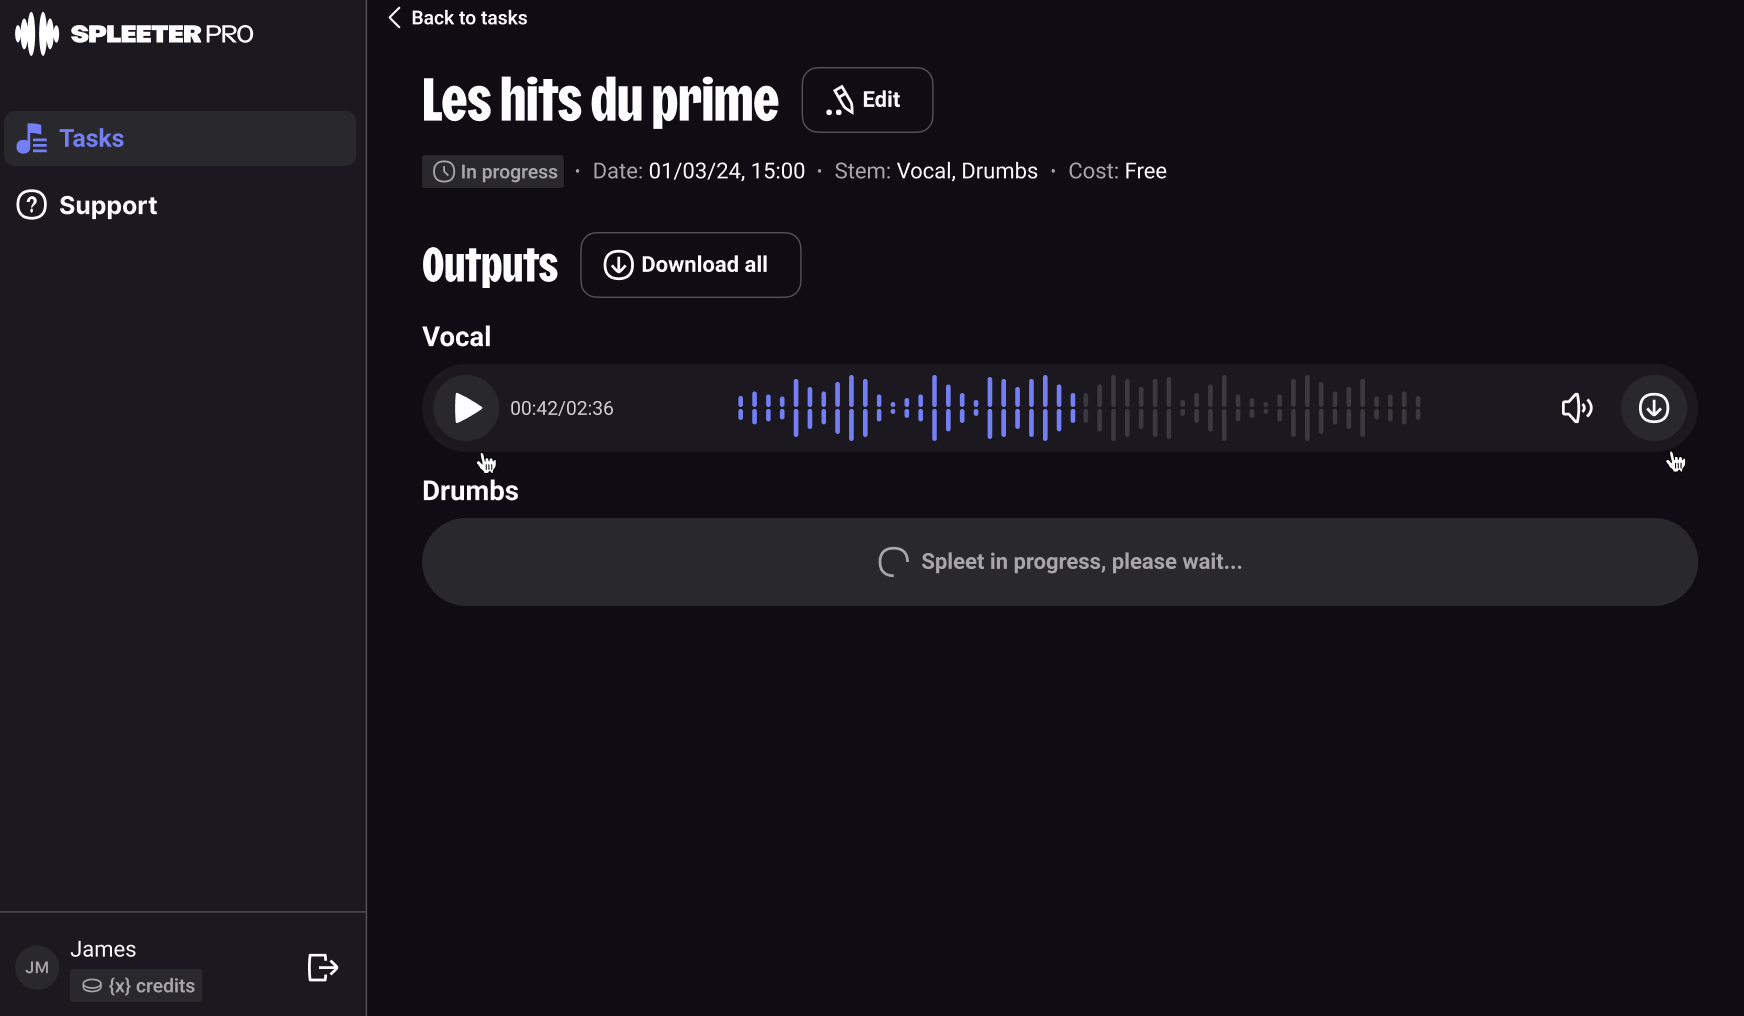 SPLEETER PRO
Tasks
Support
Back to tasks
Les hits du prime
Edit
In progress · Date: 01/03/24, 15:00 · Stem: Vocal, Drumbs · Cost: Free
Outputs
Download all
Vocal
00:42/02:36
Drumbs
Spleet in progress, please wait...
JM
James
{x} credits